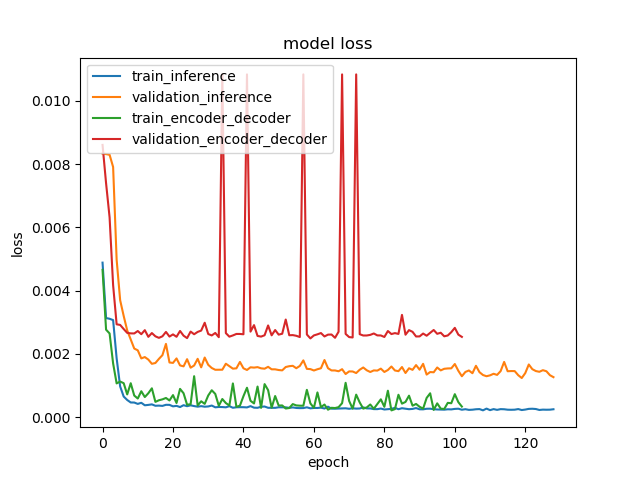 model loss
train_inference
validation_inference
train_encoder_decoder
validation_encoder_decoder
0.010
0.008
0.006
0.004
0.002
0.000
loss
0 20 40 60 80 100 120
epoch